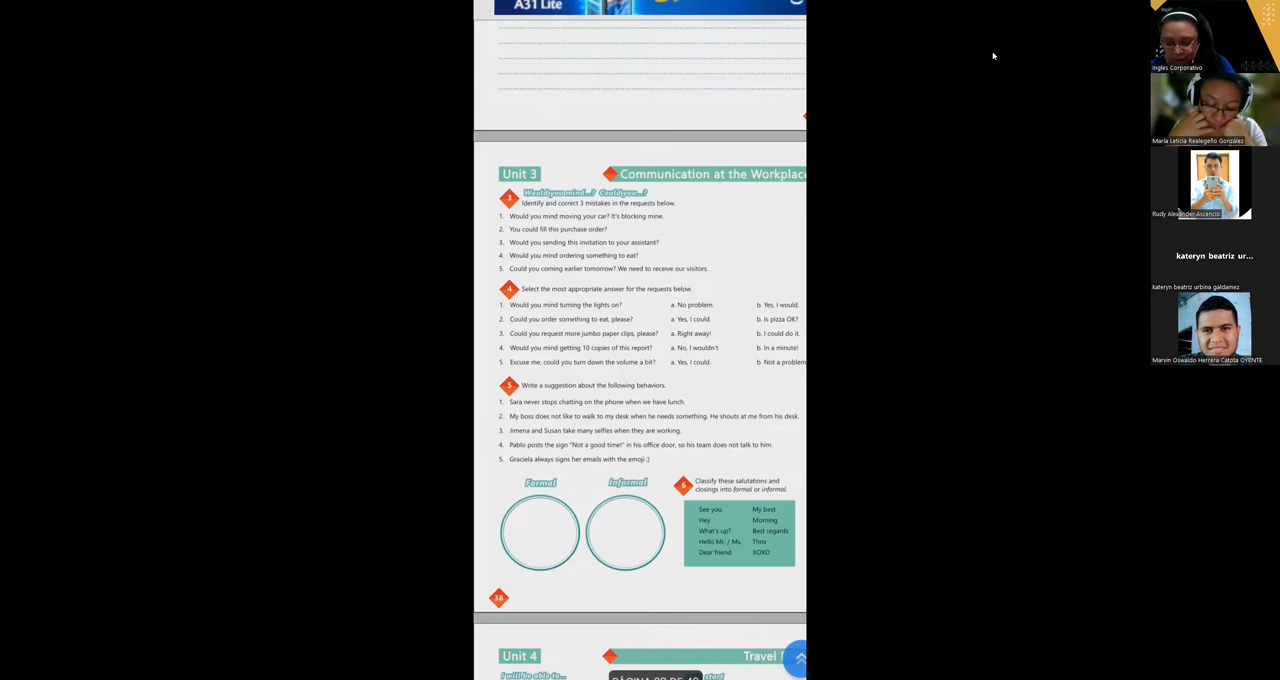 A31 Lite
Unit 3
Communication at the Workplac
Would you mind...? Could you...?
3
Identify and correct 3 mistakes in the requests below.
1. Would you mind moving your car? It's blocking mine.
2. You could fill this purchase order?
3. Would you sending this invitation to your assistant?
4. Would you mind ordering something to eat?
5. Could you coming earlier tomorrow? We need to receive our visitors.
4
Select the most appropriate answer for the requests below.
1. Would you mind turning the lights on? a. No problem. b. Yes, I would.
2. Could you order something to eat, please? a. Yes, I could. b. Is pizza OK?
3. Could you request more jumbo paper clips, please? a. Right away! b. I could do it.
4. Would you mind getting 10 copies of this report? a. No, I wouldn't b. In a minute!
5. Excuse me, could you turn down the volume a bit? a. Yes, I could. b. Not a problem
5
Write a suggestion about the following behaviors.
1. Sara never stops chatting on the phone when we have lunch.
2. My boss does not like to walk to my desk when he needs something. He shouts at me from his desk.
3. Jimena and Susan take many selfies when they are working.
4. Pablo posts the sign "Not a good time!" in his office door, so his team does not talk to him.
5. Graciela always signs her emails with the emoji ;)
Formal
Informal
6
Classify these salutations and
closings into formal or informal.
See you My best
Hey Morning
What's up? Best regards
Hello Mr. / Ms. Thnx
Dear friend XOXO
38
Unit 4
Travel
I will be able to...
start
Ingles Corporativo
María Leticia Realegeño González
Rudy Alexander Ascencio
kateryn beatriz ur...
kateryn beatriz urbina galdamez
Marvin Oswaldo Herrera Catota OYENTE